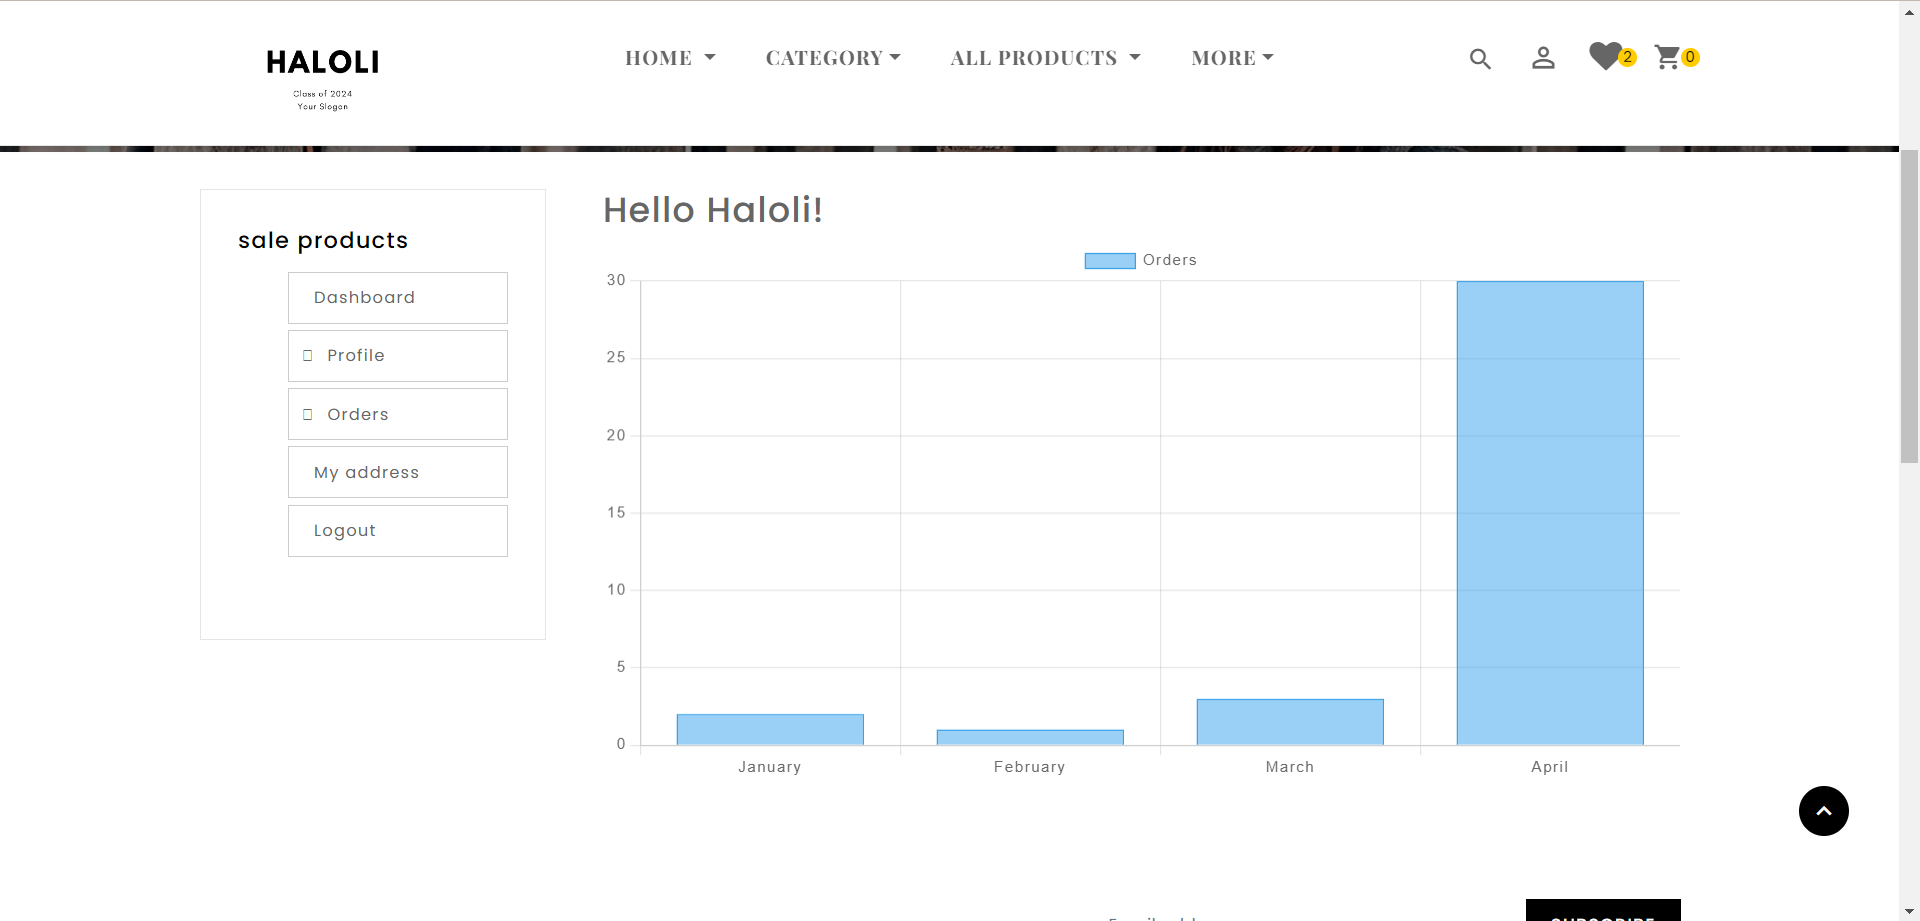 HALOLI
Class of 2024
Your Slogan
HOME
CATEGORY
ALL PRODUCTS
MORE
2
0
sale products
Dashboard
Profile
Orders
My address
Logout
Hello Haloli!
Orders
30
25
20
15
10
5
0
January
February
March
April
SUBSCRIBE